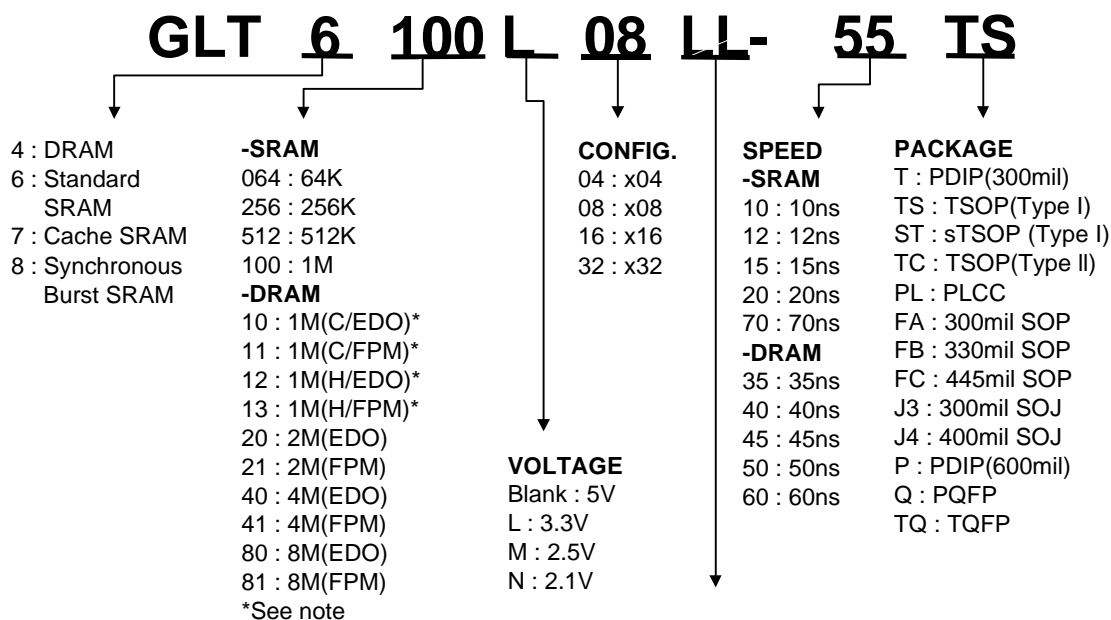 GLT 6 100 L 08 LL- 55 TS
4 : DRAM
6 : Standard
SRAM
7 : Cache SRAM
8 : Synchronous
Burst SRAM
-SRAM
064 : 64K
256 : 256K
512 : 512K
100 : 1M
-DRAM
10 : 1M(C/EDO)*
11 : 1M(C/FPM)*
12 : 1M(H/EDO)*
13 : 1M(H/FPM)*
20 : 2M(EDO)
21 : 2M(FPM)
40 : 4M(EDO)
41 : 4M(FPM)
80 : 8M(EDO)
81 : 8M(FPM)
*See note
VOLTAGE
Blank : 5V
L : 3.3V
M : 2.5V
N : 2.1V
CONFIG.
04 : x04
08 : x08
16 : x16
32 : x32
SPEED
-SRAM
10 : 10ns
12 : 12ns
15 : 15ns
20 : 20ns
70 : 70ns
-DRAM
35 : 35ns
40 : 40ns
45 : 45ns
50 : 50ns
60 : 60ns
PACKAGE
T : PDIP(300mil)
TS : TSOP(Type I)
ST : sTSOP (Type I)
TC : TSOP(Type ll)
PL : PLCC
FA : 300mil SOP
FB : 330mil SOP
FC : 445mil SOP
J3 : 300mil SOJ
J4 : 400mil SOJ
P : PDIP(600mil)
Q : PQFP
TQ : TQFP